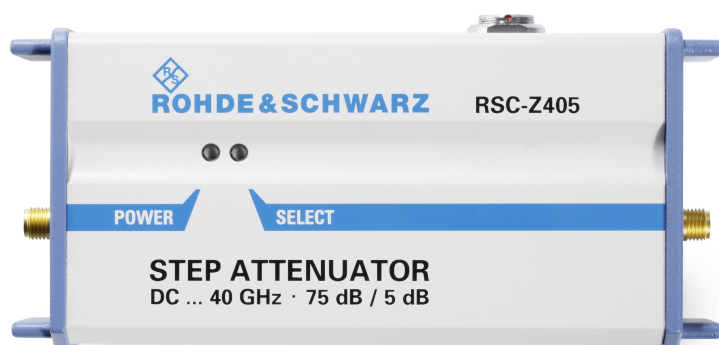 R S
ROHDE & SCHWARZ RSC-Z405
POWER SELECT
STEP ATTENUATOR
DC ... 40 GHz · 75 dB / 5 dB